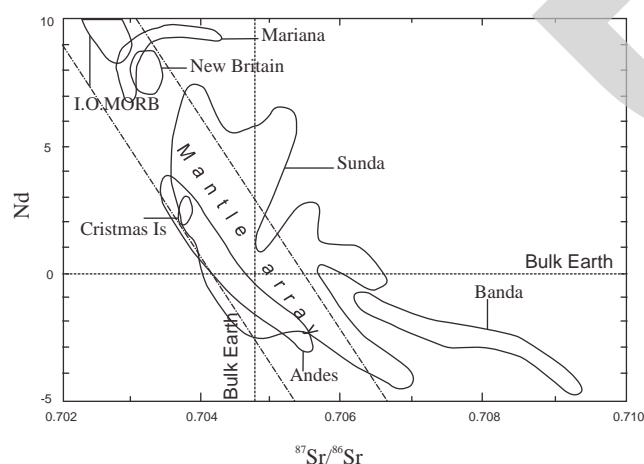 10
Mariana
New Britain
I.O.MORB
5
Mantle array
Sunda
Nd
Cristmas Is
Bulk Earth
0
Banda
Bulk Earth
Andes
-5
0.702
0.704
0.706
0.708
0.710
⁸⁷Sr/⁸⁶Sr